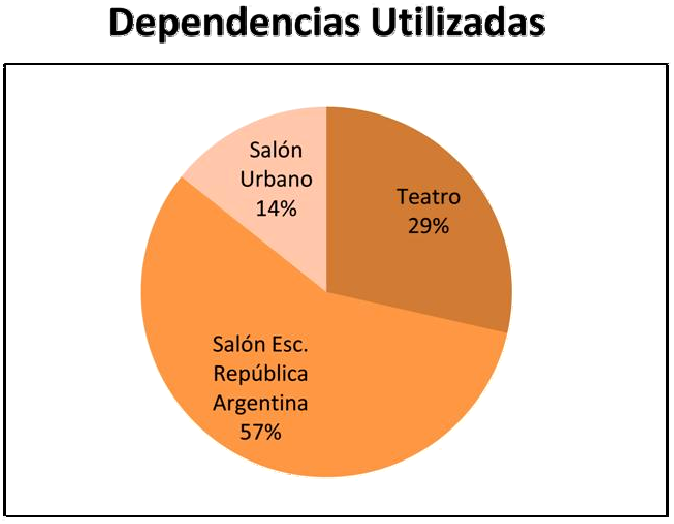 Dependencias Utilizadas
Salón
Urbano
14%
Teatro
29%
Salón Esc.
República
Argentina
57%